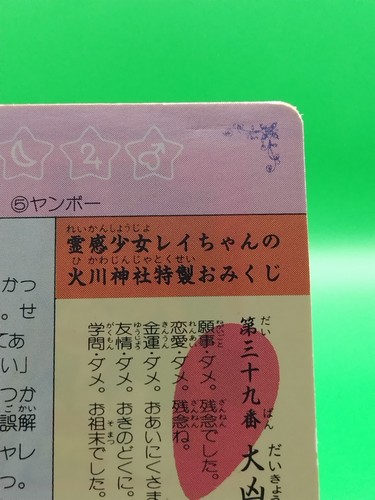 ⑤ヤンボー
霊感少女レイちゃんの
火川神社特製おみくじ
第三十九番 大凶
願事・ダメ。残念でした。
恋愛・ダメ。残念ね。
金運・ダメ。おあいにくさま
友情・ダメ。おきのどくに。
学問・ダメ。お祖末でした。
かつ
。せ
てあ
い」
つか
誤解
ャレ
つ。